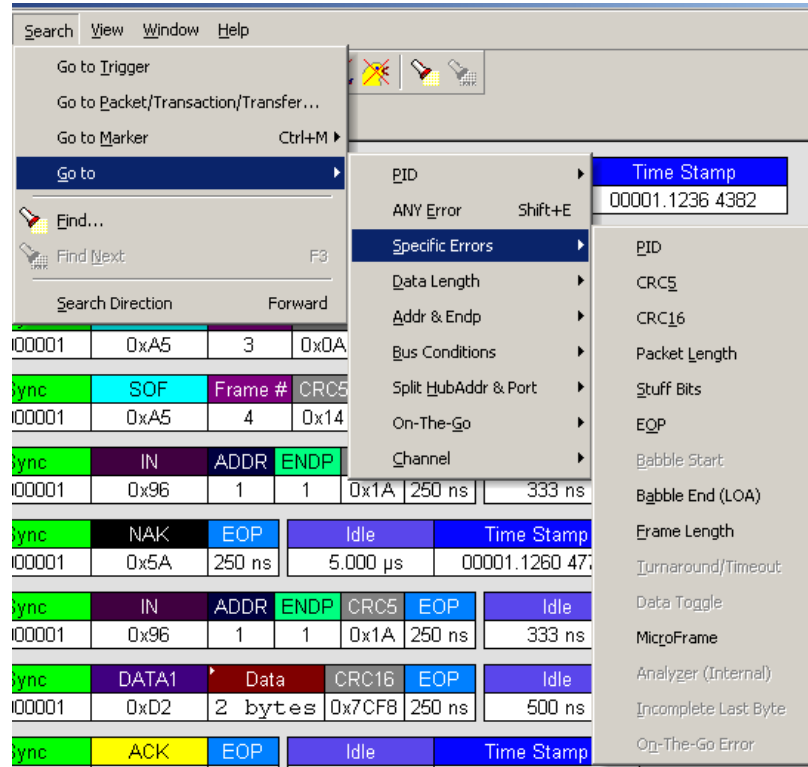 Search View Window Help
Go to Trigger
Go to Packet/Transaction/Transfer...
Go to Marker Ctrl+M
Go to
Find...
Find Next F3
Search Direction Forward
PID
ANY Error Shift+E
Specific Errors
Data Length
Addr & Endp
Bus Conditions
Split HubAddr & Port
On-The-Go
Channel
PID
CRC5
CRC16
Packet Length
Stuff Bits
EOP
Babble Start
Babble End (LOA)
Frame Length
Turnaround/Timeout
Data Toggle
MicroFrame
Analyzer (Internal)
Incomplete Last Byte
On-The-Go Error
Time Stamp
00001.1236 4382
00001 0xA5 3 0x0A
Sync SOF Frame # CRC5
00001 0xA5 4 0x14
Sync IN ADDR ENDP
00001 0x96 1 1 0x1A 250 ns 333 ns
Sync NAK EOP Idle Time Stamp
00001 0x5A 250 ns 5.000 µs 00001.1260 47
Sync IN ADDR ENDP CRC5 EOP Idle
00001 0x96 1 1 0x1A 250 ns 333 ns
Sync DATA1 Data CRC16 EOP Idle
00001 0xD2 2 bytes 0x7CF8 250 ns 500 ns
Sync ACK EOP Idle Time Stamp